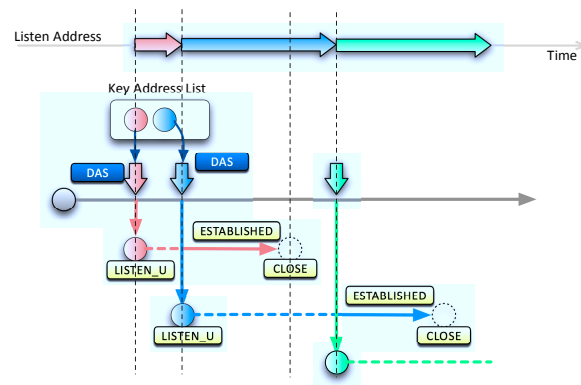 Listen Address
Time
Key Address List
DAS
DAS
ESTABLISHED
LISTEN_U
CLOSE
ESTABLISHED
LISTEN_U
CLOSE